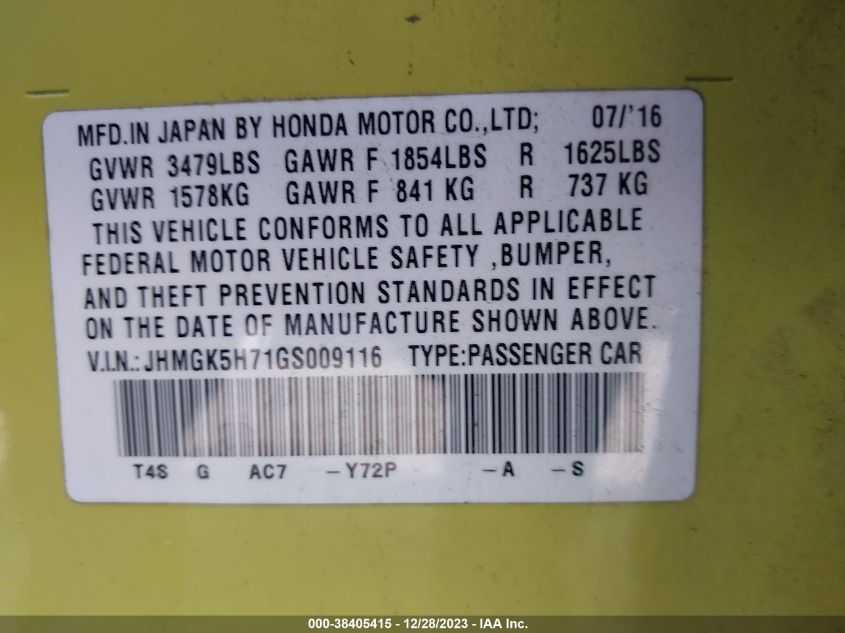 MFD.IN JAPAN BY HONDA MOTOR CO.,LTD; 07/'16
GVWR 3479LBS GAWR F 1854LBS R 1625LBS
GVWR 1578KG GAWR F 841 KG R 737 KG
THIS VEHICLE CONFORMS TO ALL APPLICABLE
FEDERAL MOTOR VEHICLE SAFETY ,BUMPER,
AND THEFT PREVENTION STANDARDS IN EFFECT
ON THE DATE OF MANUFACTURE SHOWN ABOVE.
V.I.N.: JHMGK5H71GS009116 TYPE:PASSENGER CAR
T4S G AC7 -Y72P -A -S
000-38405415 - 12/28/2023 - IAA Inc.